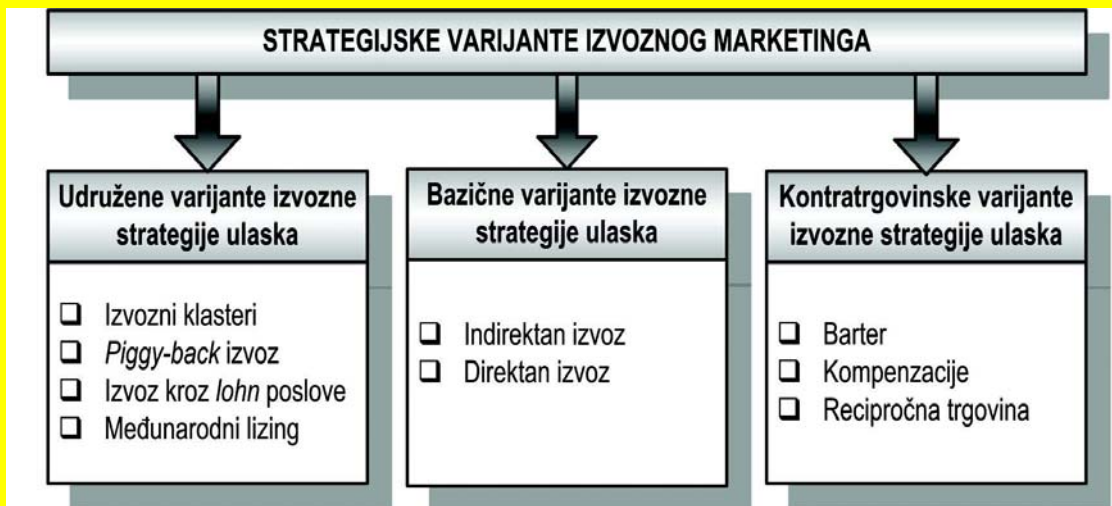 STRATEGIJSKE VARIJANTE IZVOZNOG MARKETINGA
Udružene varijante izvozne
strategije ulaska
❑ Izvozni klasteri
❑ Piggy-back izvoz
❑ Izvoz kroz lohn poslove
❑ Međunarodni lizing
Bazične varijante izvozne
strategije ulaska
❑ Indirektan izvoz
❑ Direktan izvoz
Kontratrgovinske varijante
izvozne strategije ulaska
❑ Barter
❑ Kompenzacije
❑ Recipročna trgovina